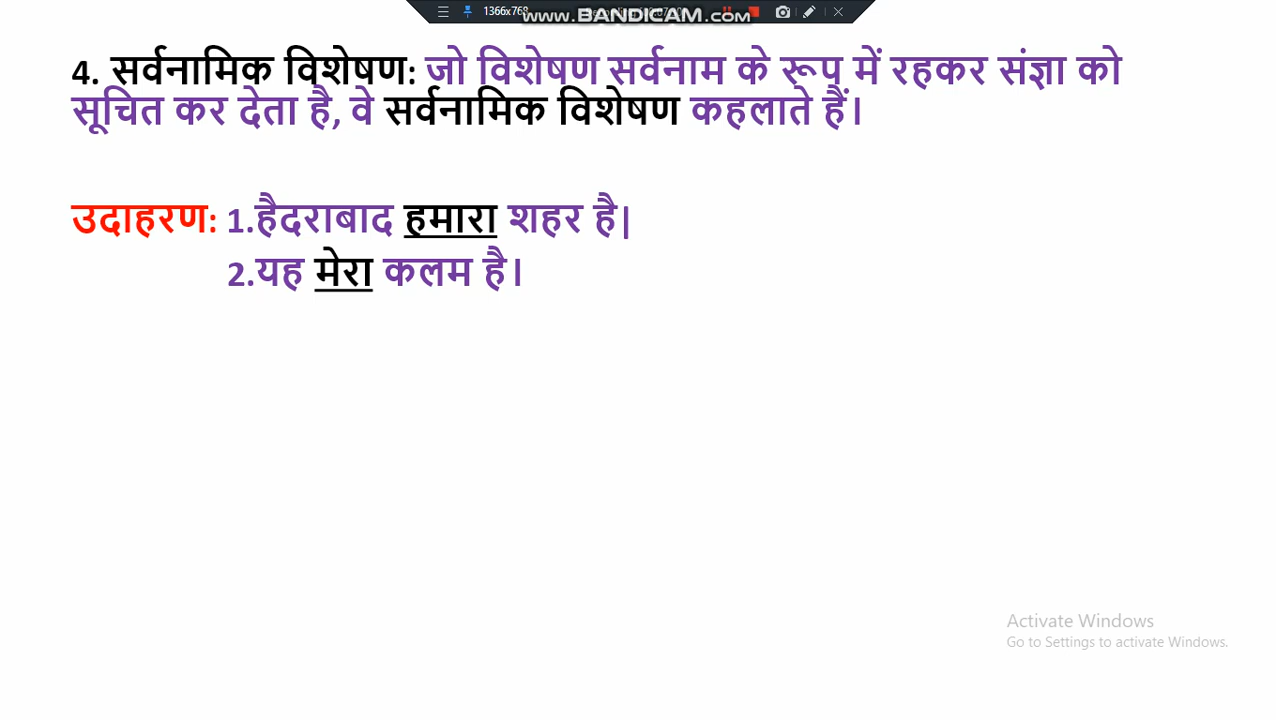 1366x768
www.BANDICAM.com
4. सर्वनामिक विशेषण: जो विशेषण सर्वनाम के रूप में रहकर संज्ञा को
सूचित कर देता है, वे सर्वनामिक विशेषण कहलाते हैं।
उदाहरण: 1.हैदराबाद हमारा शहर है|
2.यह मेरा कलम है।
Activate Windows
Go to Settings to activate Windows.